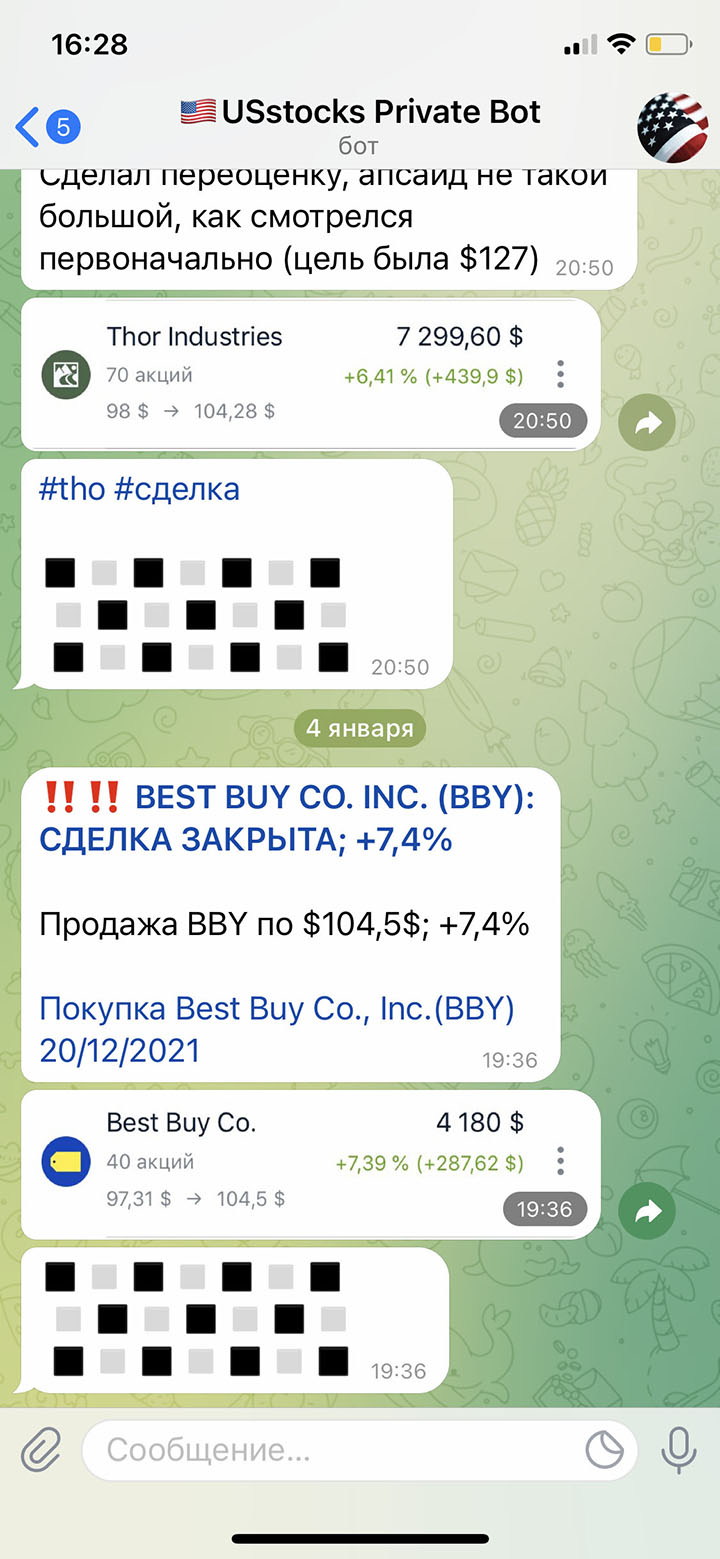 16:28
5
USstocks Private Bot
бот
Сделал переоценку, апсайд не такой
большой, как смотрелся
первоначально (цель была $127) 20:50
Thor Industries 7 299,60 $
70 акций +6,41 % (+439,9 $)
98 $ → 104,28 $
20:50
#tho #сделка
20:50
4 января
‼️ ‼️ BEST BUY CO. INC. (BBY):
СДЕЛКА ЗАКРЫТА; +7,4%
Продажа BBY по $104,5$; +7,4%
Покупка Best Buy Co., Inc.(BBY)
20/12/2021
19:36
Best Buy Co. 4 180 $
40 акций +7,39 % (+287,62 $)
97,31 $ → 104,5 $
19:36
19:36
Сообщение...